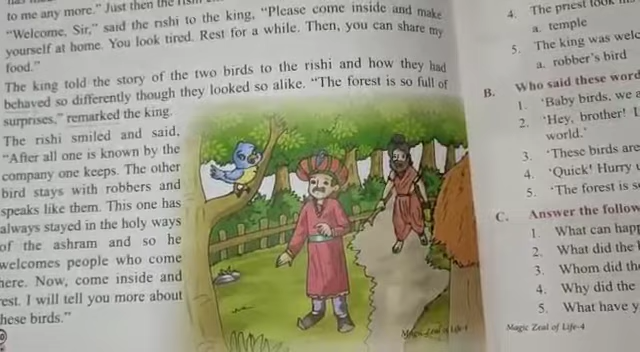 to me any more." Just then the
"Welcome, Sir," said the rishi to the king, "Please come inside and make
yourself at home. You look tired. Rest for a while. Then, you can share my
food."
The king told the story of the two birds to the rishi and how they had
behaved so differently though they looked so alike. "The forest is so full of
surprises," remarked the king.
The rishi smiled and said,
"After all one is known by the
company one keeps. The other
bird stays with robbers and
speaks like them. This one has
always stayed in the holy ways
of the ashram and so he
welcomes people who come
here. Now, come inside and
rest. I will tell you more about
these birds."
Magic Zeal of Life-4
4. The priest took
a. temple
5. The king was
a. robber's bird
B. Who said these
1. 'Baby birds, we
2. 'Hey, brother!
world.'
3. 'These birds are
4. 'Quick! Hurry
5. 'The forest is
C. Answer the
1. What can
2. What did the
3. Whom did
4. Why did the
5. What have
Magic Zeal of Life-4